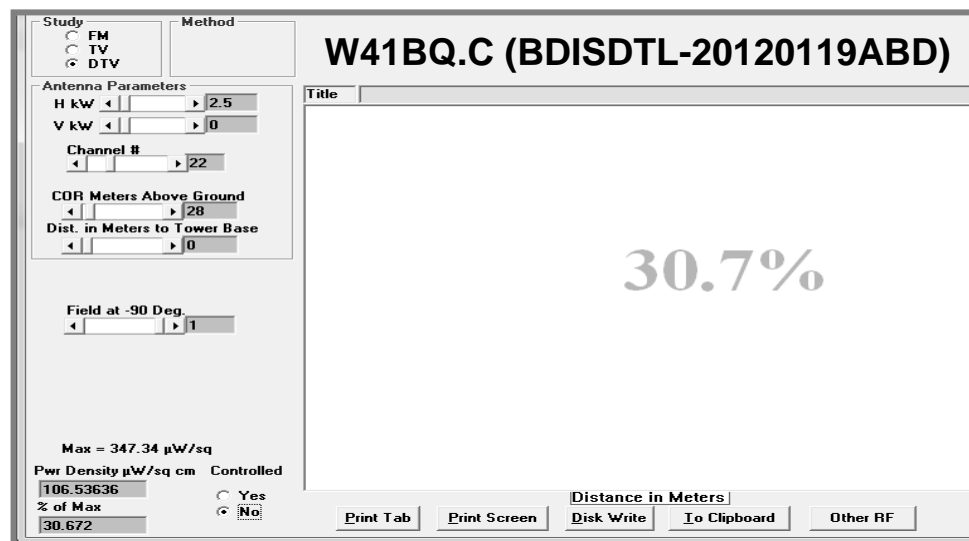 Study
FM
TV
DTV
Method
W41BQ.C (BDISDTL-20120119ABD)
Antenna Parameters
H kW 2.5
V kW 0
Channel #
22
COR Meters Above Ground
28
Dist. in Meters to Tower Base
0
Title
30.7%
Field at -90 Deg.
1
Max = 347.34 µW/sq
Pwr Density µW/sq cm
106.53636
% of Max
30.672
Controlled
Yes
No
Distance in Meters
Print Tab
Print Screen
Disk Write
To Clipboard
Other RF